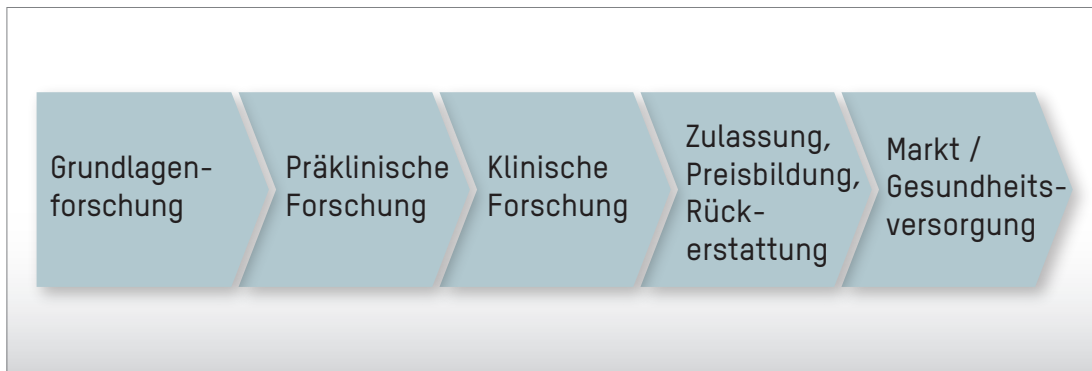 Grundlagen-
forschung
Präklinische
Forschung
Klinische
Forschung
Zulassung,
Preisbildung,
Rück-
erstattung
Markt /
Gesundheits-
versorgung